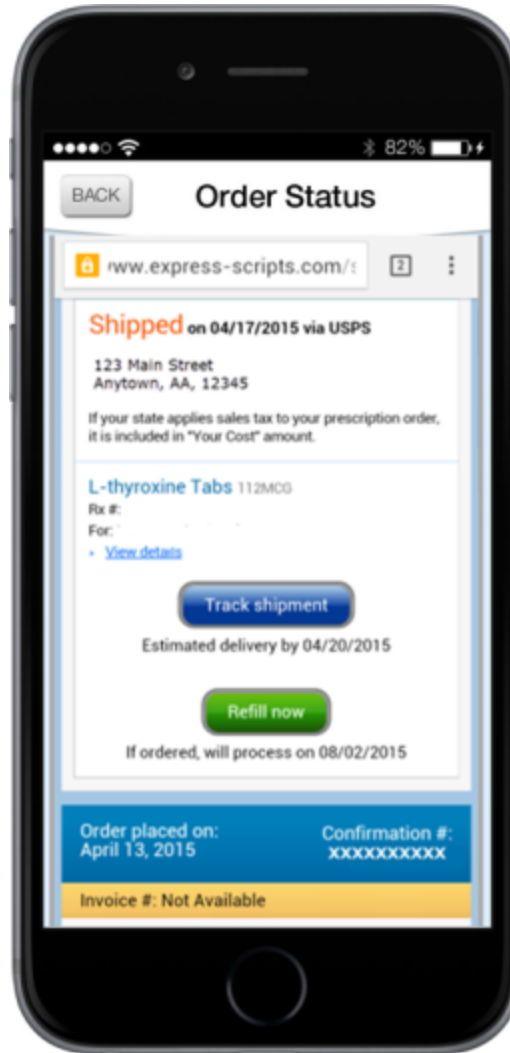 82%
BACK
Order Status
www.express-scripts.com/s
2
Shipped on 04/17/2015 via USPS
123 Main Street
Anytown, AA, 12345
If your state applies sales tax to your prescription order,
it is included in "Your Cost" amount.
L-thyroxine Tabs 112MCG
Rx #:
For:
View details
Track shipment
Estimated delivery by 04/20/2015
Refill now
If ordered, will process on 08/02/2015
Order placed on:
April 13, 2015
Confirmation #:
XXXXXXXXXX
Invoice #: Not Available